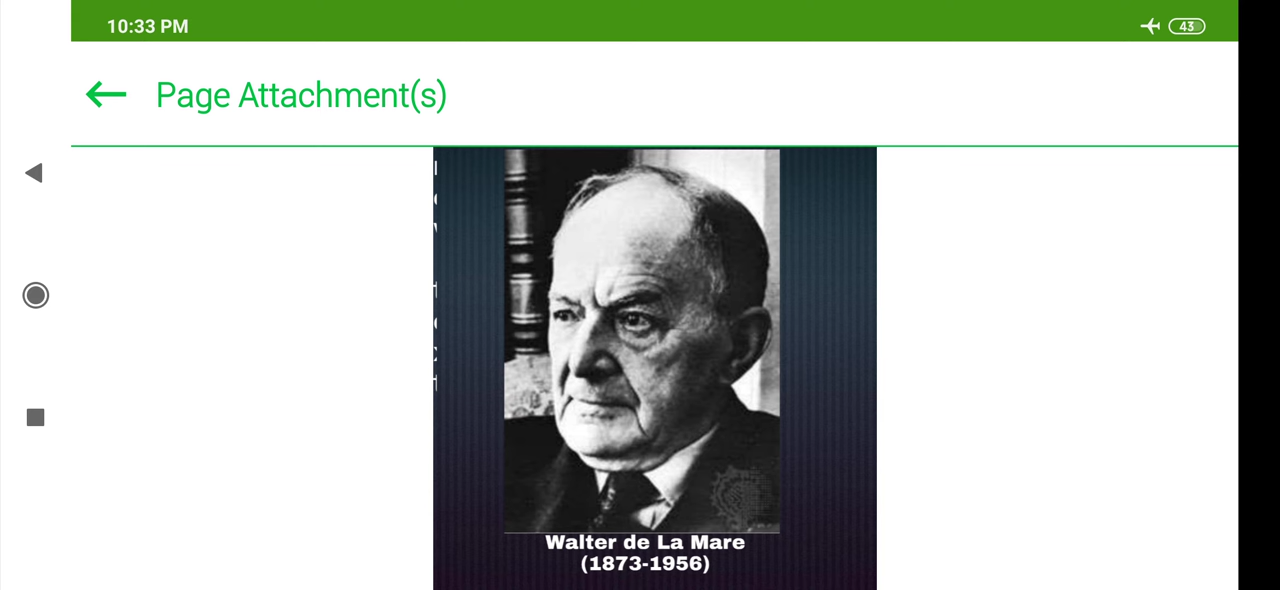 10:33 PM
43
Page Attachment(s)
Walter de La Mare
(1873-1956)